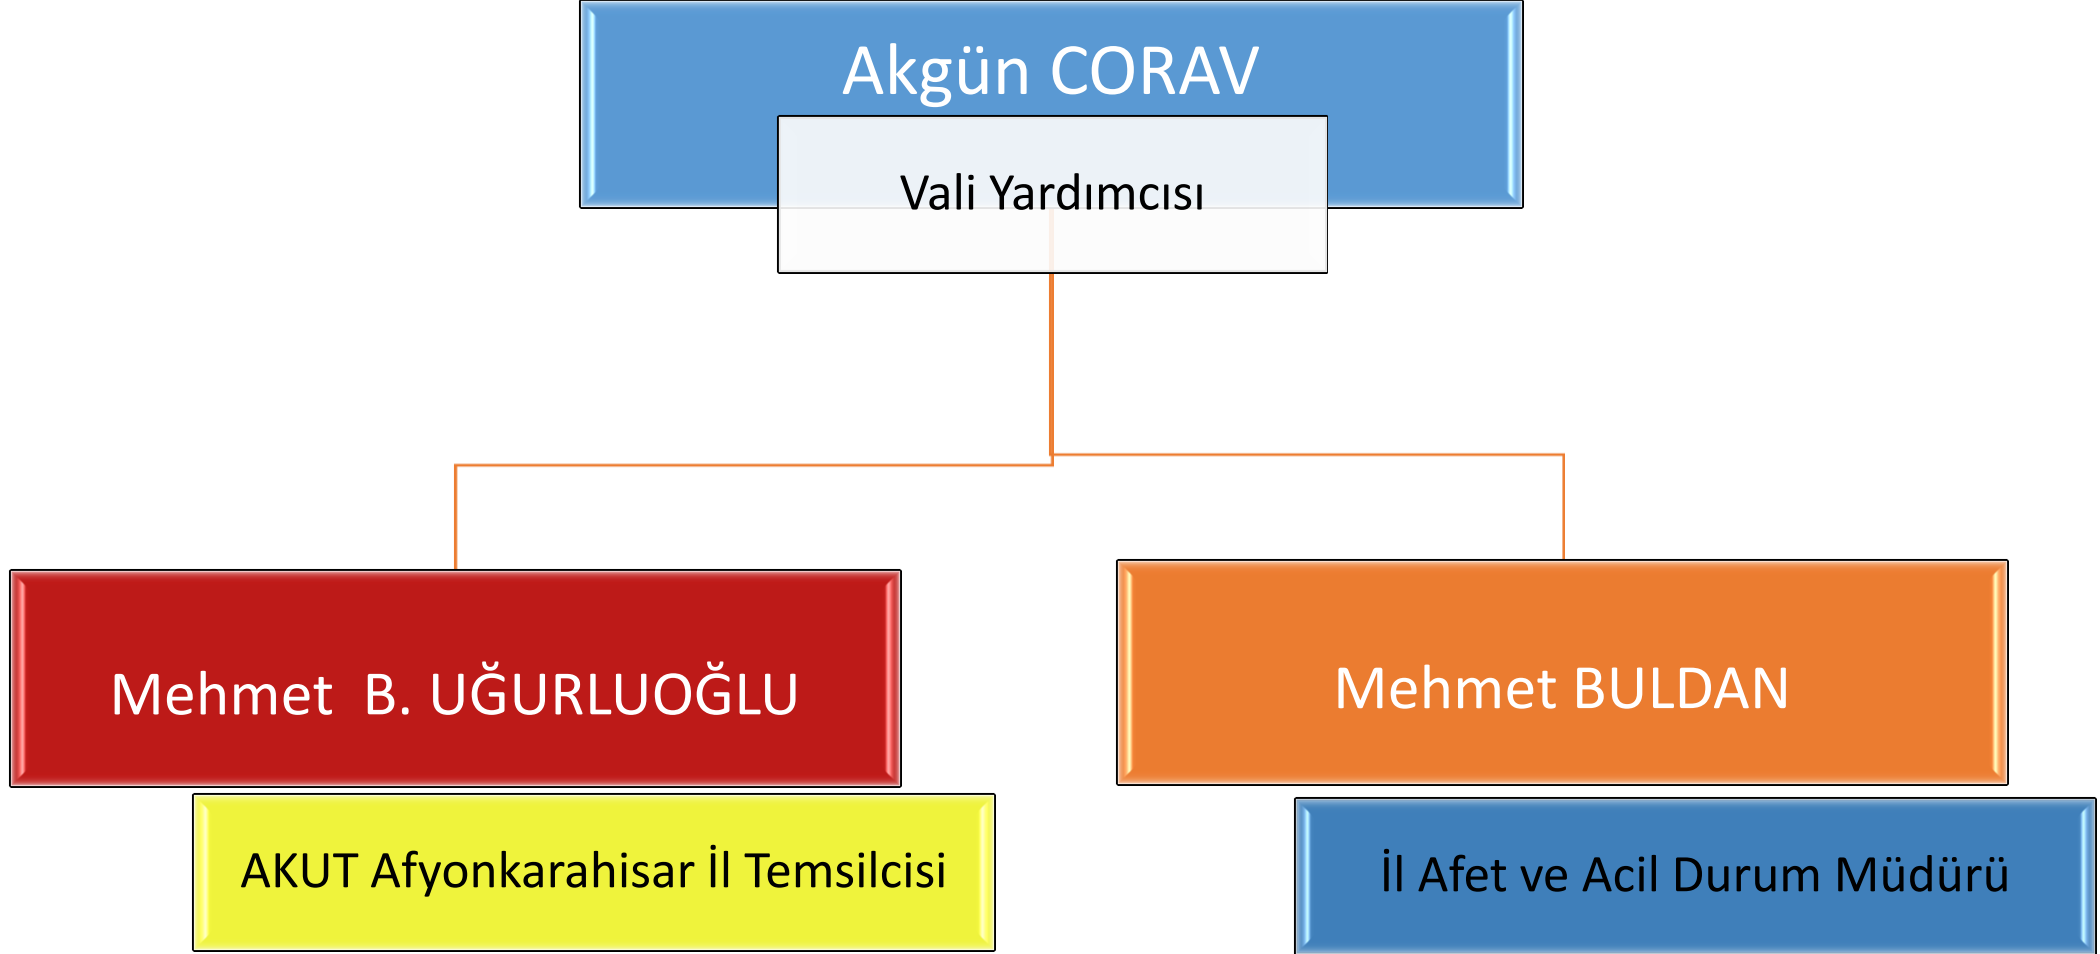 Akgün CORAV
Vali Yardımcısı
Mehmet  B. UĞURLUOĞLU
AKUT Afyonkarahisar İl Temsilcisi
Mehmet BULDAN
İl Afet ve Acil Durum Müdürü